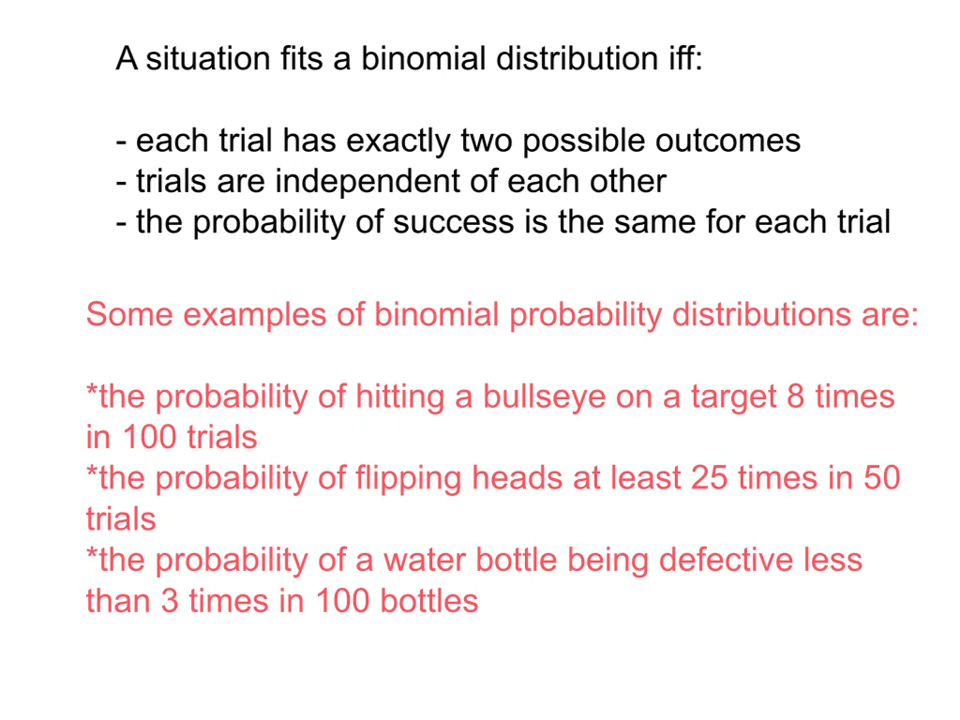 A situation fits a binomial distribution iff:
- each trial has exactly two possible outcomes
- trials are independent of each other
- the probability of success is the same for each trial
Some examples of binomial probability distributions are:
*the probability of hitting a bullseye on a target 8 times
in 100 trials
*the probability of flipping heads at least 25 times in 50
trials
*the probability of a water bottle being defective less
than 3 times in 100 bottles